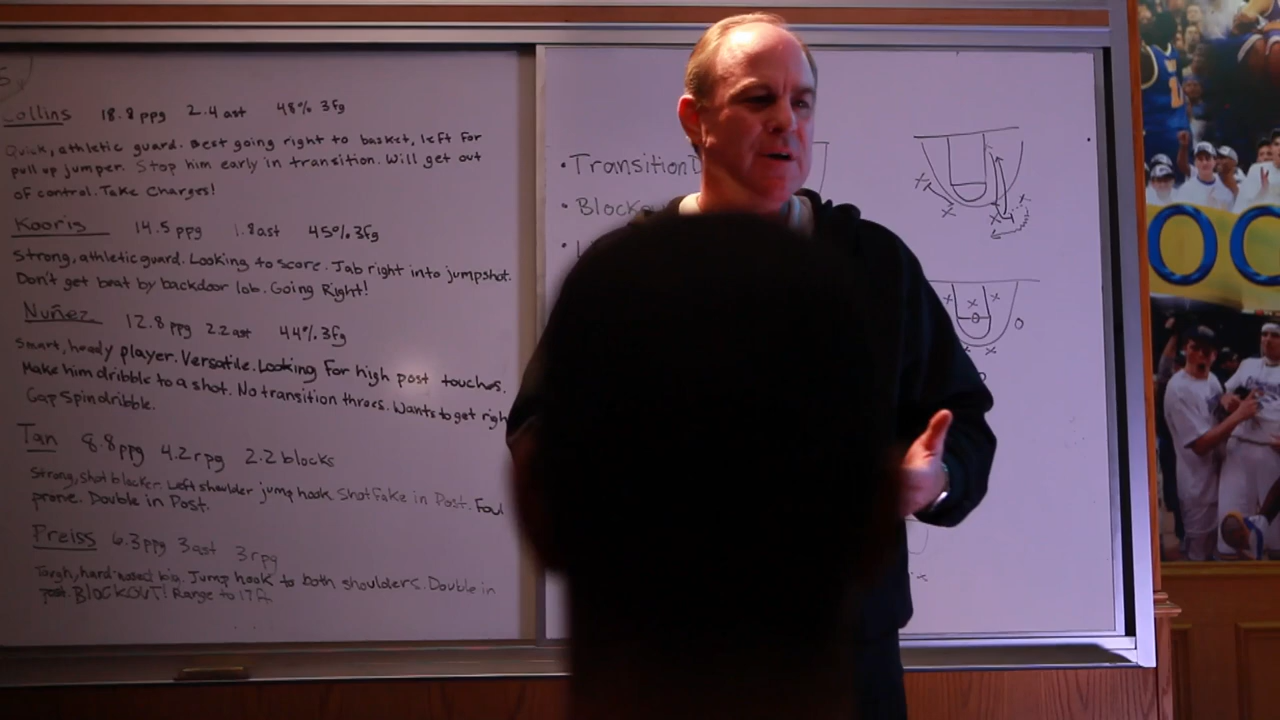 Collins 18.8 ppg 2.4 ast 48% 3fg
Quick, athletic guard. Best going right to basket, left for
pull up jumper. Stop him early in transition. Will get out
of control. Take Charges!
Kooris 14.5 ppg 1.8 ast 45% 3fg
Strong, athletic guard. Looking to score. Jab right into jumpshot.
Don't get beat by backdoor lob. Going Right!
Nuñez 12.8 ppg 2.2 ast 44% 3fg
Smart, heady player. Versatile. Looking for high post touches.
Make him dribble to a shot. No transition threes. Wants to get righ
Gap Spindribble.
Tan 8.8 ppg 4.2 rpg 2.2 blocks
Strong, shot blocker. Left shoulder jump hook. Shot Fake in Post. Foul
prone. Double in Post.
Preiss 6.3 ppg 3 ast 3 rpg
Tough, hard-nosed big. Jump hook to both shoulders. Double in
post. BLOCKOUT! Range to 17 ft
• Transition D
• Blocko
OC